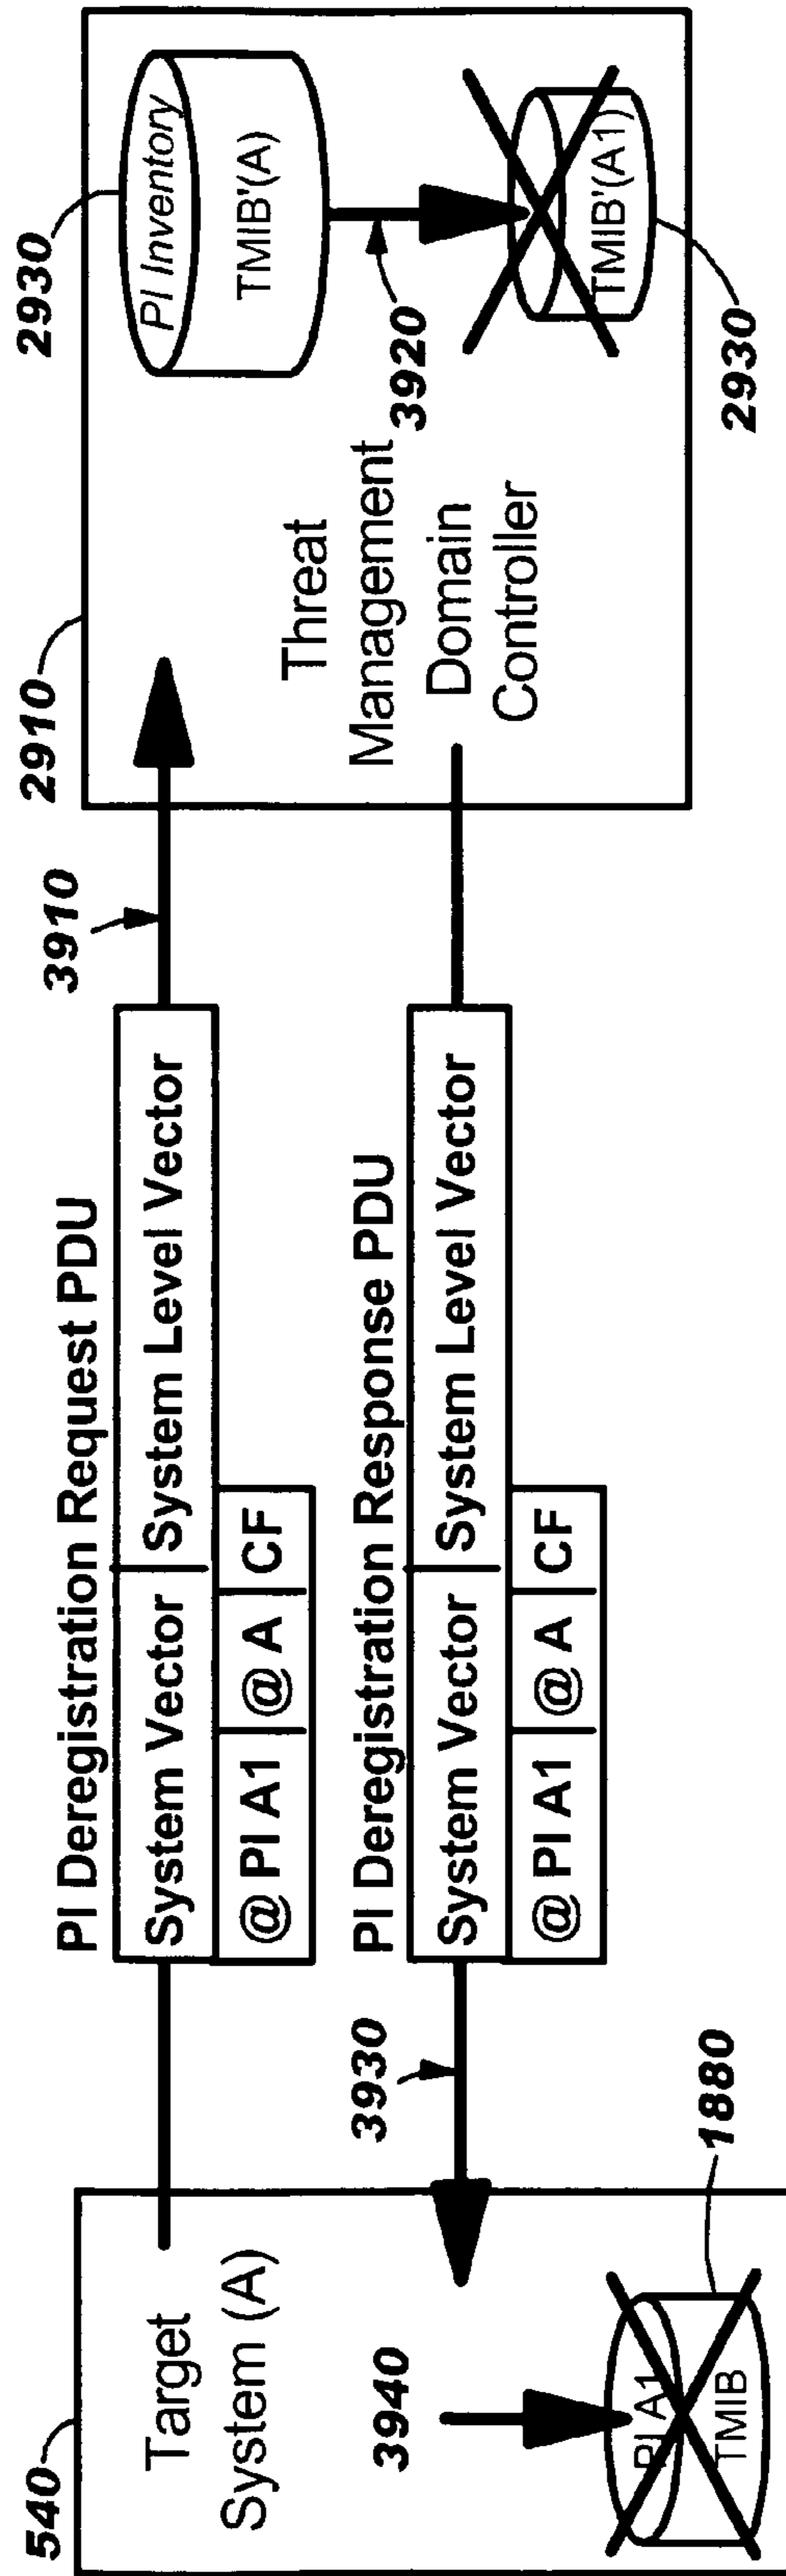 540
Target
System (A)
3940
PI A1
TMIB
1880
3930
PI Deregistration Request PDU
System Vector
System Level Vector
@ PI A1
@ A
CF
PI Deregistration Response PDU
System Vector
System Level Vector
@ PI A1
@ A
CF
3910
2910
Threat
Management
Domain
Controller
2930
PI Inventory
TMIB'(A)
3920
TMIB'(A1)
2930